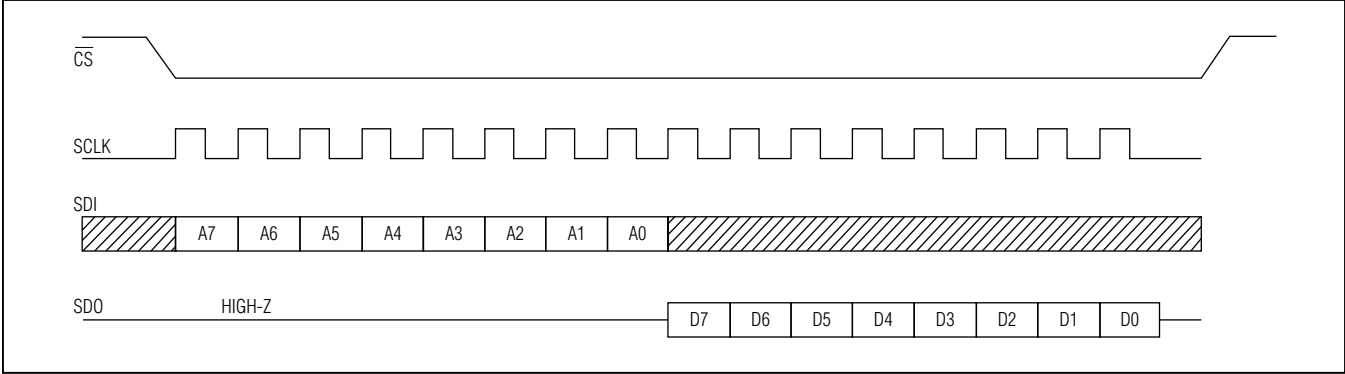 C̅S̅
SCLK
SDI
A7 A6 A5 A4 A3 A2 A1 A0
SDO HIGH-Z
D7 D6 D5 D4 D3 D2 D1 D0